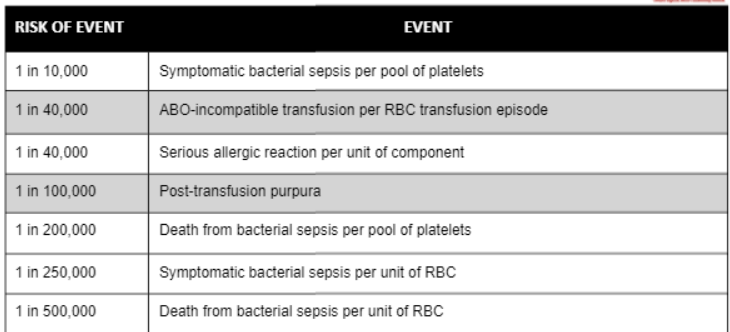 RISK OF EVENT EVENT
1 in 10,000 Symptomatic bacterial sepsis per pool of platelets
1 in 40,000 ABO-incompatible transfusion per RBC transfusion episode
1 in 40,000 Serious allergic reaction per unit of component
1 in 100,000 Post-transfusion purpura
1 in 200,000 Death from bacterial sepsis per pool of platelets
1 in 250,000 Symptomatic bacterial sepsis per unit of RBC
1 in 500,000 Death from bacterial sepsis per unit of RBC